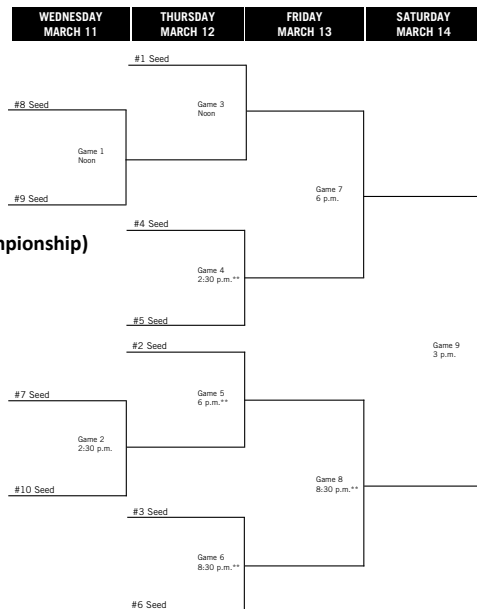 WEDNESDAY
MARCH 11
THURSDAY
MARCH 12
FRIDAY
MARCH 13
SATURDAY
MARCH 14
#1 Seed
#8 Seed
Game 3
Noon
Game 1
Noon
Game 7
6 p.m.
#9 Seed
#4 Seed
mpionship)
Game 4
2:30 p.m.**
#5 Seed
#2 Seed
Game 9
3 p.m.
#7 Seed
Game 5
6 p.m.**
Game 2
2:30 p.m.
Game 8
8:30 p.m.**
#10 Seed
#3 Seed
Game 6
8:30 p.m.**
#6 Seed